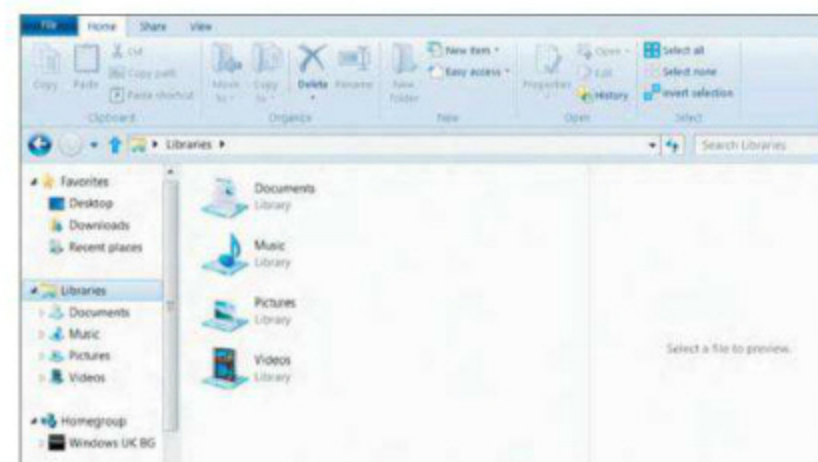 File Home Share View
Cut
Copy path
Paste shortcut
Copy Paste
Clipboard
Move to Copy to Delete Rename
Organize
New folder
New item
Easy access
New
Properties
Open
Edit
History
Open
Select all
Select none
Invert selection
Select
Libraries
Search Libraries
Favorites
Desktop
Downloads
Recent places
Libraries
Documents
Music
Pictures
Videos
Homegroup
Windows UK BG
Documents
Library
Music
Library
Pictures
Library
Videos
Library
Select a file to preview.